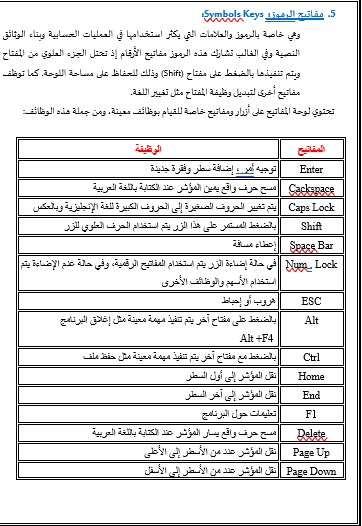 5. مفاتيح الرموز: Symbols Keys:
وهي خاصة بالرموز والعلامات التي يكثر استخدامها في العمليات الحسابية وبناء الوثائق
النصية وفي الغالب تشارك هذه الرموز مفاتيح الأرقام إذ تحتل الجزء العلوي من المفتاح
ويتم تنفيذها بالضغط على مفتاح (Shift) وذلك للحفاظ على مساحة اللوحة. كما توظف
مفاتيح أخرى لتبديل وظيفة المفتاح مثل تغيير اللغة.
تحتوي لوحة المفاتيح على أزرار ومفاتيح خاصة للقيام بوظائف معينة، ومن جملة هذه الوظائف:
المفاتيح الوظيفة
Enter توجيه أمر ، إضافة سطر وفقرة جديدة
Cackspace مسح حرف واقع يمين المؤشر عند الكتابة باللغة العربية
Caps Lock يتم تغيير الحروف الصغيرة إلى الحروف الكبيرة للغة الإنجليزية وبالعكس
Shift بالضغط المستمر على هذا الزر يتم استخدام الحرف العلوي للزر
Space Bar إعطاء مسافة
Num Lock في حالة إضاءة الزر يتم استخدام المفاتيح الرقمية، وفي حالة عدم الإضاءة يتم
استخدام الأسهم والوظائف الأخرى
ESC هروب أو إحباط
Alt بالضغط على مفتاح أخر يتم تنفيذ مهمة معينة مثل إغلاق البرنامج
Alt +F4
Ctrl بالضغط مع مفتاح أخر يتم تنفيذ مهمة معينة مثل حفظ ملف
Home نقل المؤشر إلى أول السطر
End نقل المؤشر إلى أخر السطر
F1 تعليمات حول البرنامج
Delete مسح حرف واقع يسار المؤشر عند الكتابة باللغة العربية
Page Up نقل المؤشر عدد من الأسطر إلى الأعلى
Page Down نقل المؤشر عدد من الأسطر إلى الأسفل